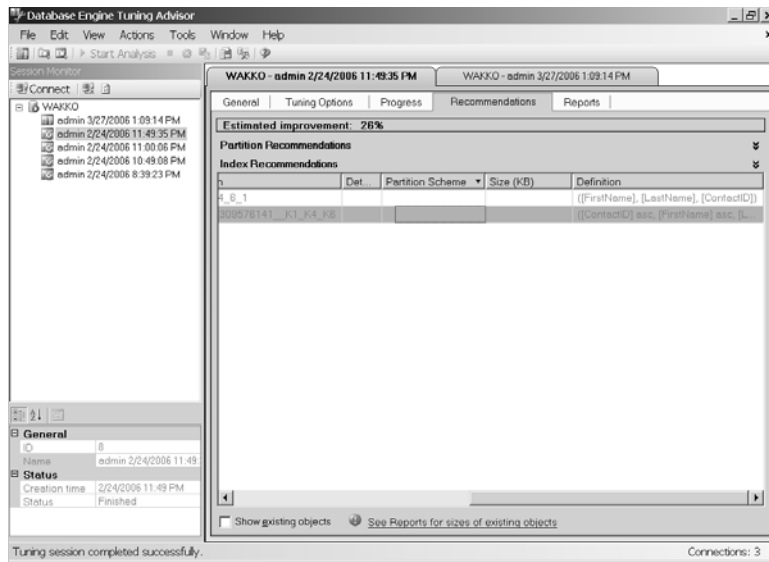 Database Engine Tuning Advisor
File Edit View Actions Tools Window Help
Start Analysis
Session Monitor
Connect
WAKKO
admin 3/27/2006 1:09:14 PM
admin 2/24/2006 11:49:35 PM
admin 2/24/2006 11:00:06 PM
admin 2/24/2006 10:49:08 PM
admin 2/24/2006 8:39:23 PM
General
ID 8
Name admin 2/24/2006 11:49:
Status
Creation time 2/24/2006 11:49 PM
Status Finished
WAKKO - admin 2/24/2006 11:49:35 PM WAKKO - admin 3/27/2006 1:09:14 PM
General Tuning Options Progress Recommendations Reports
Estimated improvement: 26%
Partition Recommendations
Index Recommendations
n Det... Partition Scheme Size (KB) Definition
4_6_1 ([FirstName], [LastName], [ContactID])
309576141__K1_K4_K6 ([ContactID] asc, [FirstName] asc, [L...
Show existing objects See Reports for sizes of existing objects
Tuning session completed successfully. Connections: 3